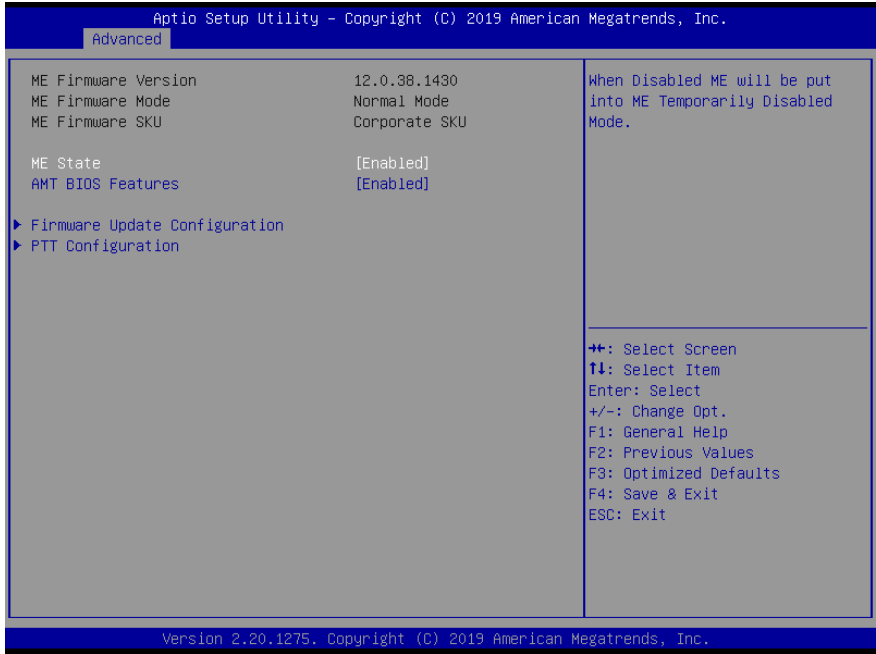 Aptio Setup Utility – Copyright (C) 2019 American Megatrends, Inc.
Advanced
ME Firmware Version 12.0.38.1430
ME Firmware Mode Normal Mode
ME Firmware SKU Corporate SKU
ME State [Enabled]
AMT BIOS Features [Enabled]
Firmware Update Configuration
PTT Configuration
When Disabled ME will be put
into ME Temporarily Disabled
Mode.
→←: Select Screen
↑↓: Select Item
Enter: Select
+/-: Change Opt.
F1: General Help
F2: Previous Values
F3: Optimized Defaults
F4: Save & Exit
ESC: Exit
Version 2.20.1275. Copyright (C) 2019 American Megatrends, Inc.